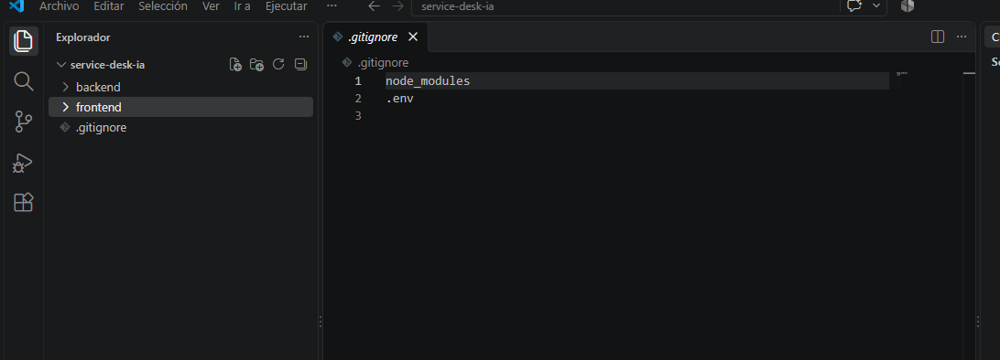 Archivo Editar Selección Ver Ir a Ejecutar ··· service-desk-ia
Explorador ···
service-desk-ia
backend
frontend
.gitignore
.gitignore
.gitignore
1 node_modules
2 .env
3